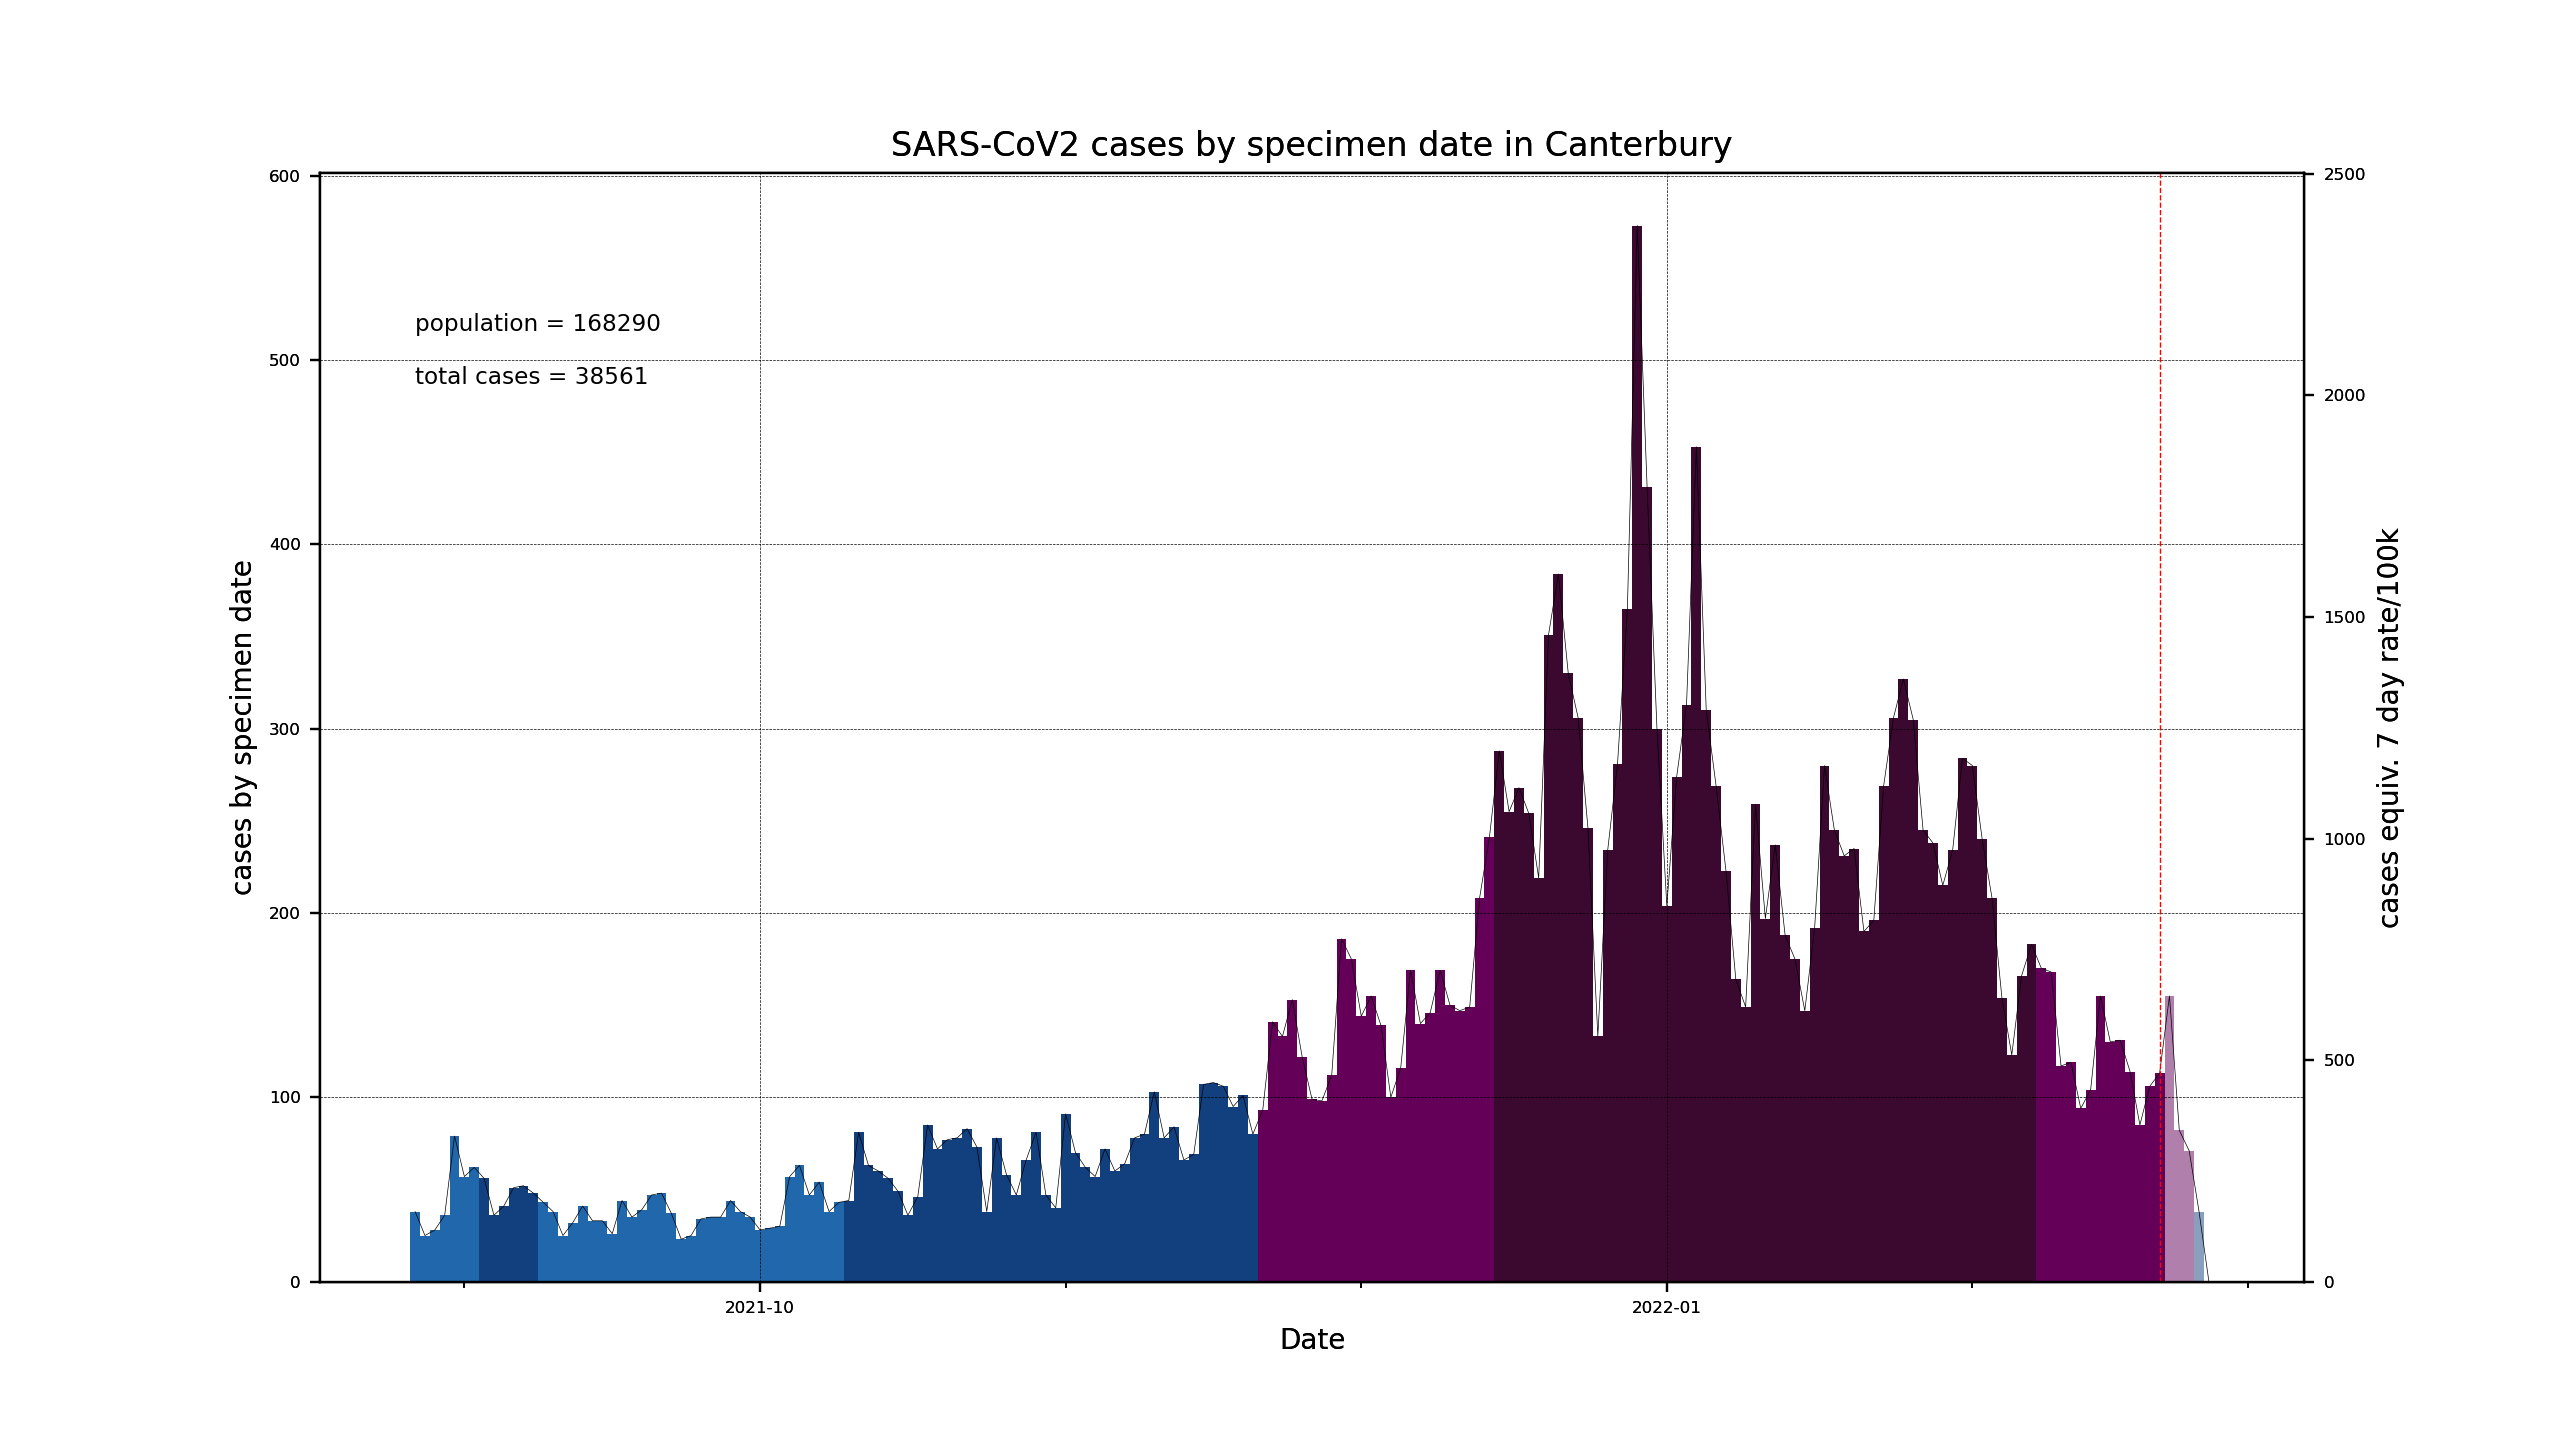 SARS-CoV2 cases by specimen date in Canterbury
600
500
400
300
200
100
0
cases by specimen date
population = 168290
total cases = 38561
2500
2000
1500
1000
500
0
cases equiv. 7 day rate/100k
2021-10
2022-01
Date